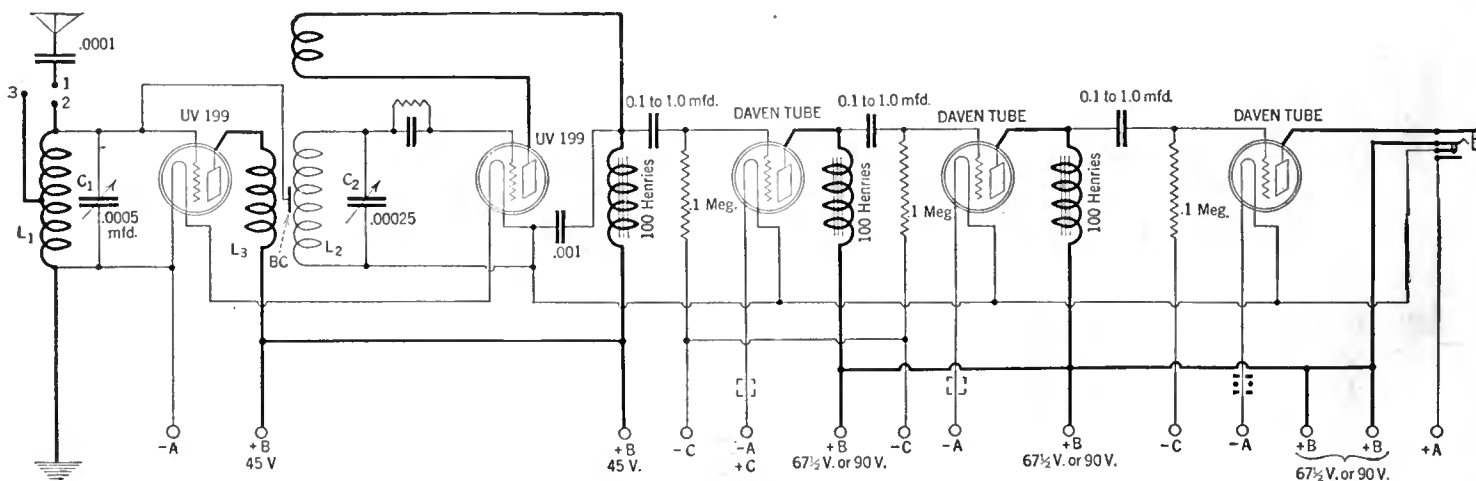 .0001
1
2
3
UV 199
C1
.0005
mfd.
L1
L3
BC
C2
.00025
L2
UV 199
.001
100 Henries
0.1 to 1.0 mfd.
.1 Meg.
DAVEN TUBE
0.1 to 1.0 mfd.
100 Henries
.1 Meg.
DAVEN TUBE
0.1 to 1.0 mfd.
100 Henries
.1 Meg.
DAVEN TUBE
-A
+B
45 V.
+B
45 V.
-C
-A
+C
+B
67½ V. or 90 V.
-C
-A
+B
67½ V. or 90 V.
-C
-A
+B
+B
67½ V. or 90 V.
+A